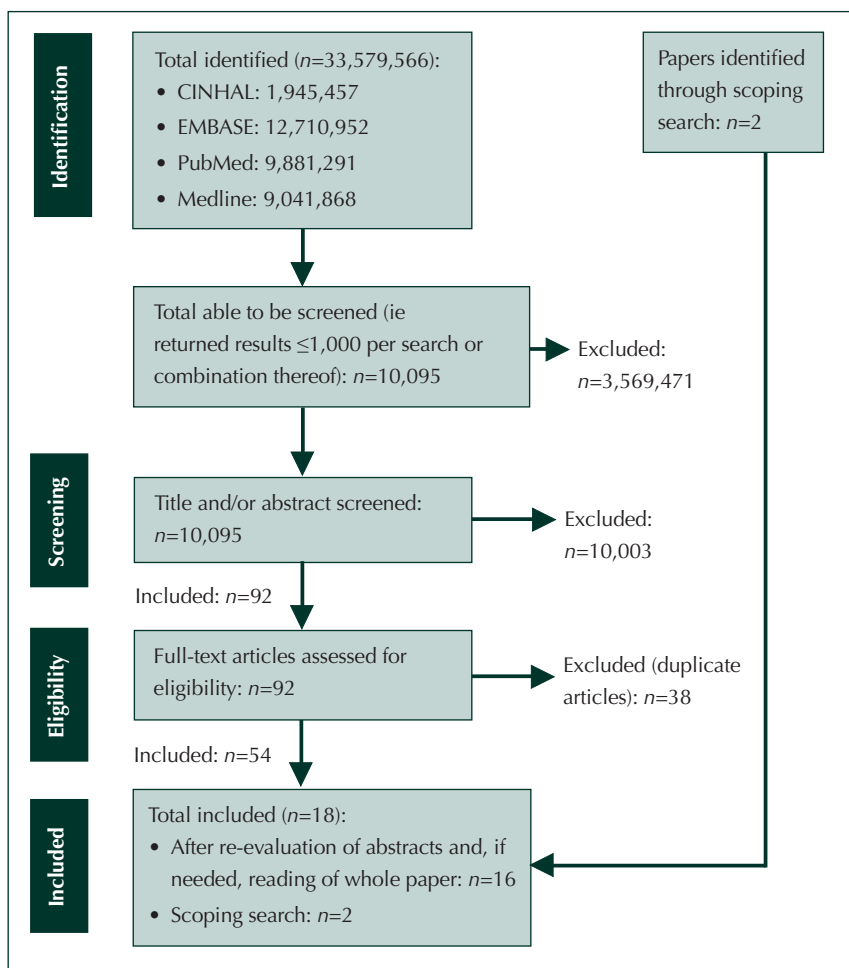 Identification
Total identified (n=33,579,566):
• CINHAL: 1,945,457
• EMBASE: 12,710,952
• PubMed: 9,881,291
• Medline: 9,041,868
Papers identified
through scoping
search: n=2
Total able to be screened (ie
returned results ≤1,000 per search or
combination thereof): n=10,095
Excluded:
n=3,569,471
Screening
Title and/or abstract screened:
n=10,095
Excluded:
n=10,003
Included: n=92
Eligibility
Full-text articles assessed for
eligibility: n=92
Excluded (duplicate
articles): n=38
Included: n=54
Included
Total included (n=18):
• After re-evaluation of abstracts and, if
needed, reading of whole paper: n=16
• Scoping search: n=2